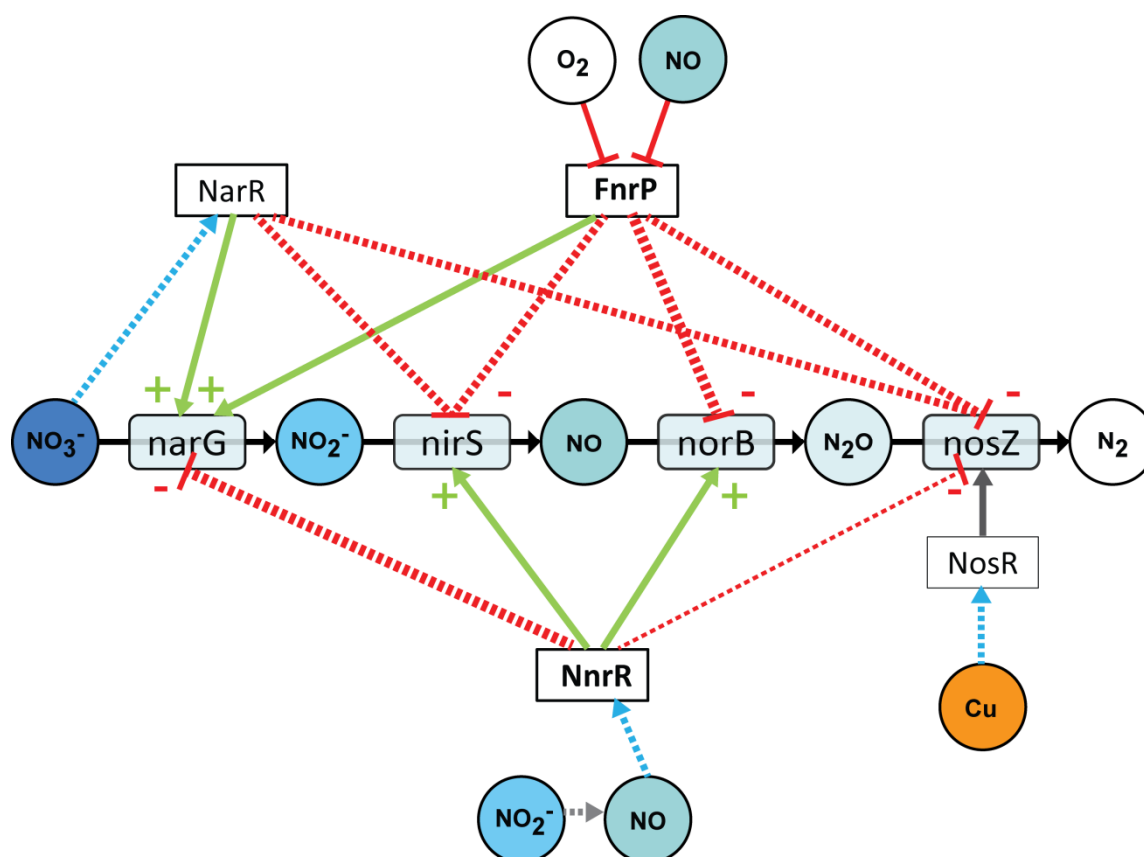 O₂ NO
NarR FnrP
+ + - -
NO₃⁻ narG NO₂⁻ nirS NO norB N₂O nosZ N₂
- + + -
NosR
NnrR
Cu
NO₂⁻ NO